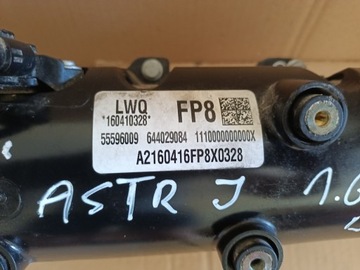 LWQ FP8
*160410328*
55596009 644029084 1110000000000X
A2160416FP8X0328
ASTR J 1.6